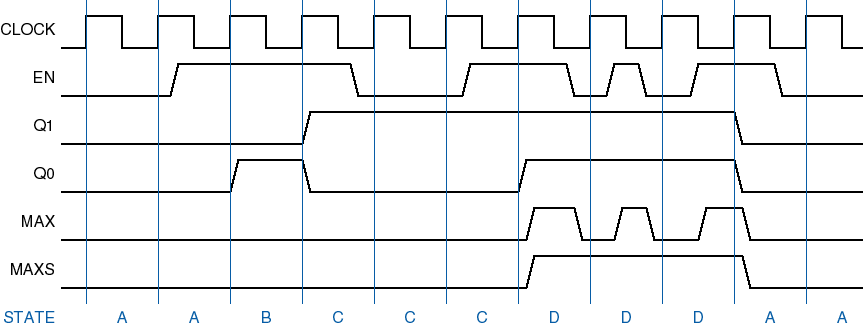 CLOCK
EN
Q1
Q0
MAX
MAXS
STATE A A B C C C D D D A A